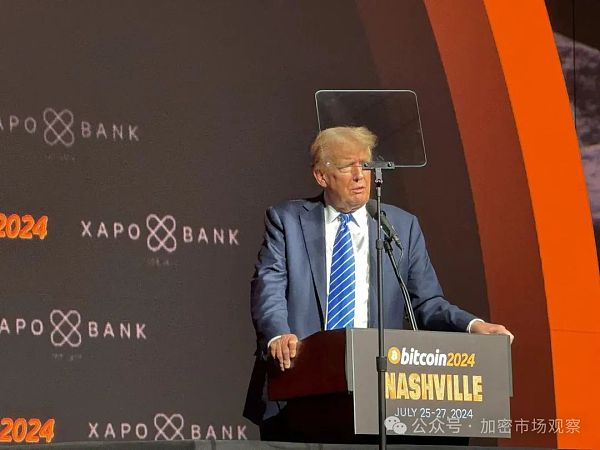 XAPO BANK
2024
XAPO BANK
XAPO BANK
2024
XAPO BANK
bitcoin2024
NASHVILLE
JULY 25-27, 2024
公众号 · 加密市场观察